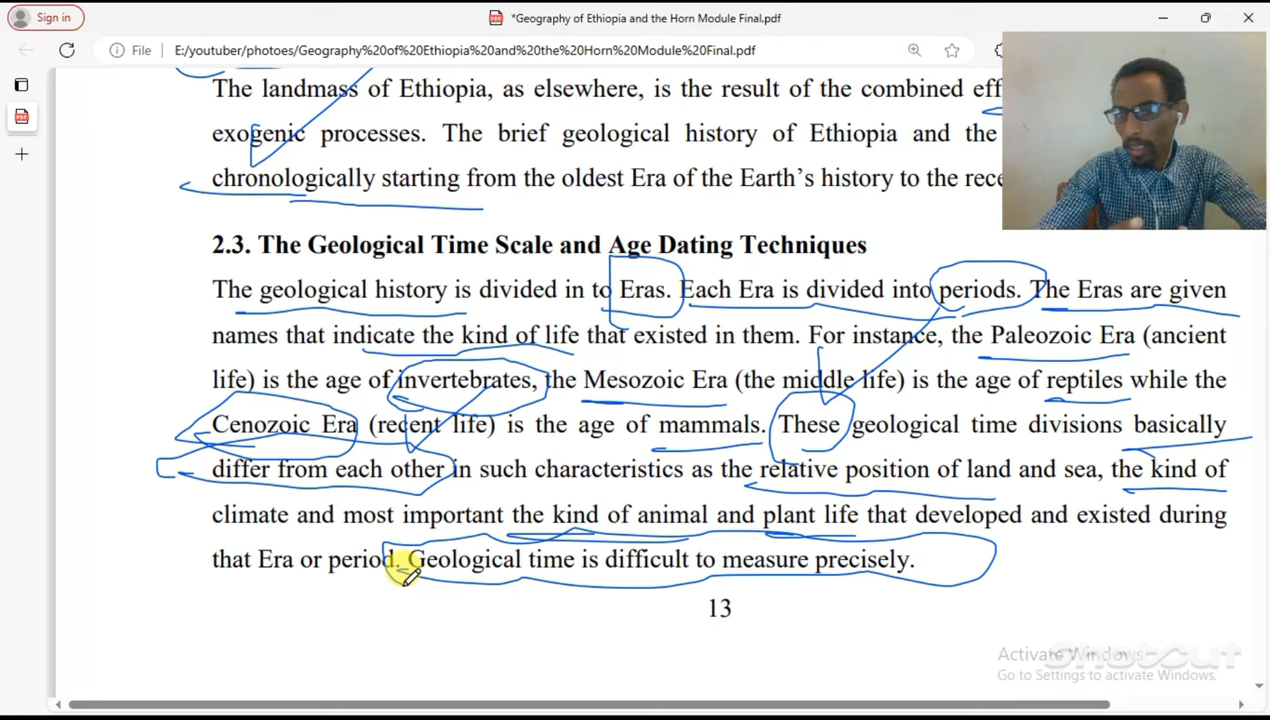 Sign in
*Geography of Ethiopia and the Horn Module Final.pdf
File
E:/youtuber/photoes/Geography%20of%20Ethiopia%20and%20the%20Horn%20Module%20Final.pdf
The landmass of Ethiopia, as elsewhere, is the result of the combined eff
exogenic processes. The brief geological history of Ethiopia and the
chronologically starting from the oldest Era of the Earth's history to the rece
2.3. The Geological Time Scale and Age Dating Techniques
The geological history is divided in to Eras. Each Era is divided into periods. The Eras are given
names that indicate the kind of life that existed in them. For instance, the Paleozoic Era (ancient
life) is the age of invertebrates, the Mesozoic Era (the middle life) is the age of reptiles while the
Cenozoic Era (recent life) is the age of mammals. These geological time divisions basically
differ from each other in such characteristics as the relative position of land and sea, the kind of
climate and most important the kind of animal and plant life that developed and existed during
that Era or period. Geological time is difficult to measure precisely.
13
Activate Windows
Go to Settings to activate Windows.
shotcut